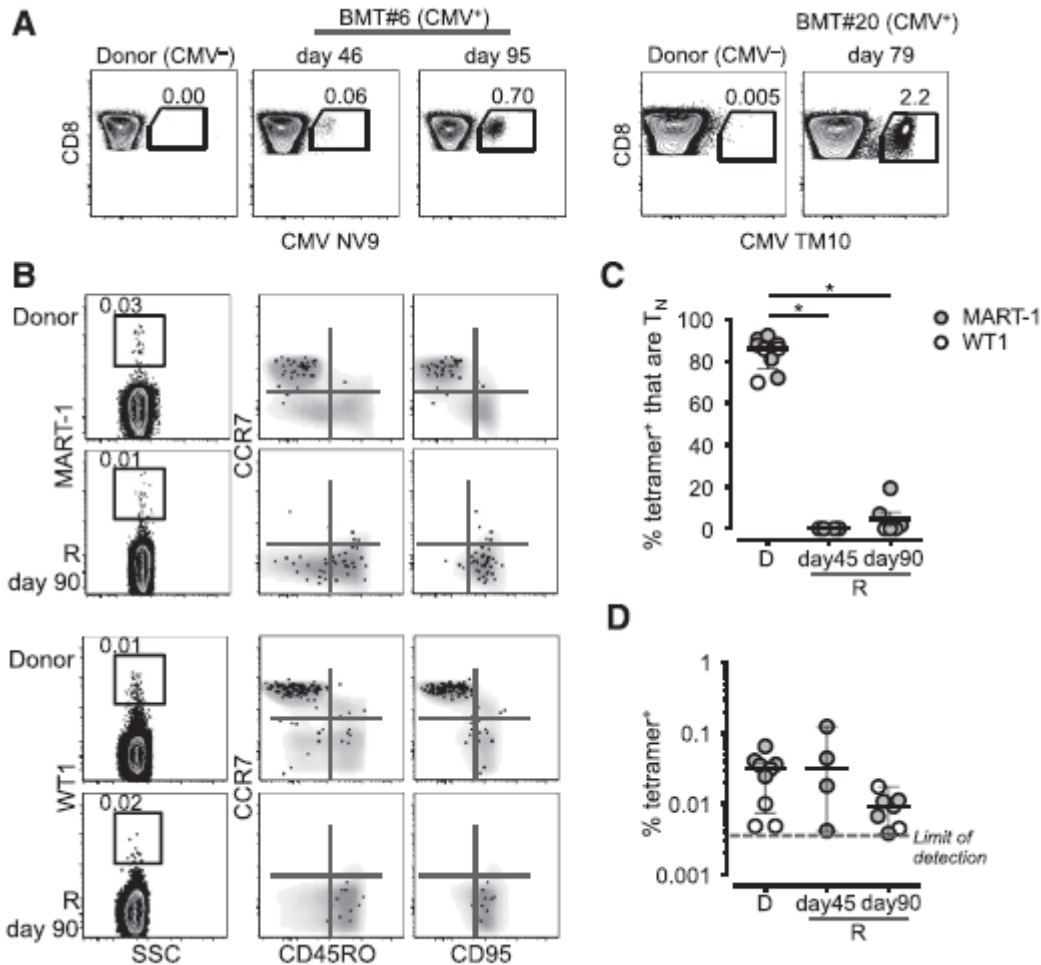 A
BMT#6 (CMV⁺)
BMT#20 (CMV⁺)
Donor (CMV⁻)
day 46
day 95
Donor (CMV⁻)
day 79
0.00
0.06
0.70
0.005
2.2
CD8
CD8
CMV NV9
CMV TM10
B
Donor
0.03
MART-1
CCR7
0.01
R
day 90
Donor
0.01
WT1
CCR7
0.02
R
day 90
SSC
CD45RO
CD95
C
% tetramer⁺ that are T_N
100
80
60
40
20
0
*
*
MART-1
WT1
D
day45
day90
R
D
% tetramer⁺
1
0.1
0.01
0.001
Limit of
detection
D
day45
day90
R